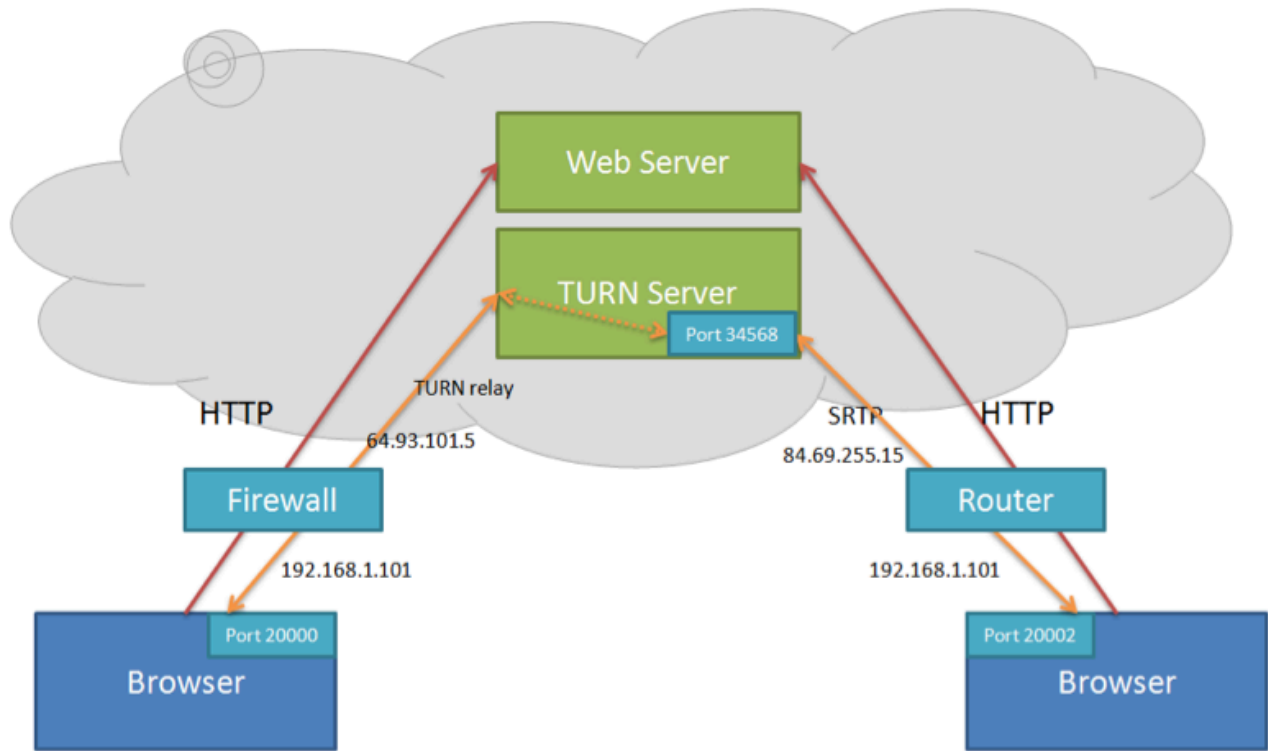 Web Server
TURN Server
Port 34568
TURN relay
HTTP
SRTP
HTTP
64.93.101.5
84.69.255.15
Firewall
Router
192.168.1.101
192.168.1.101
Port 20000
Port 20002
Browser
Browser